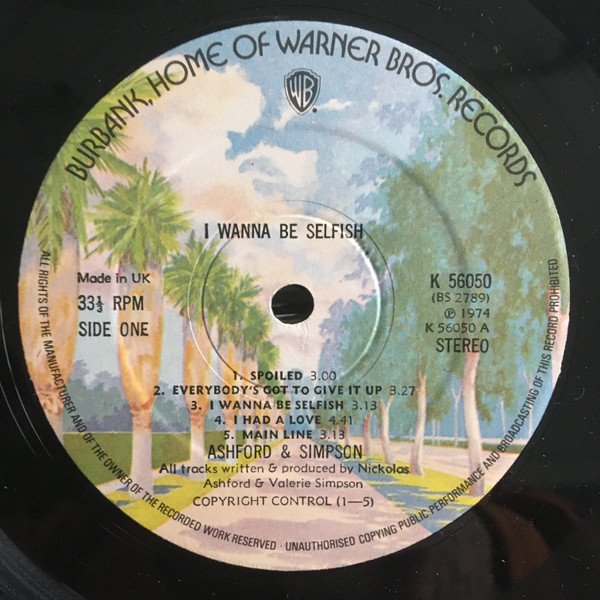 BURBANK, HOME OF WARNER BROS. RECORDS
WB
I WANNA BE SELFISH
Made in UK
33⅓ RPM
SIDE ONE
K 56050
(BS 2789)
℗ 1974
K 56050 A
STEREO
1. SPOILED 3.00
2. EVERYBODY'S GOT TO GIVE IT UP 3.27
3. I WANNA BE SELFISH 3.13
4. I HAD A LOVE 4.41
5. MAIN LINE 3.13
ASHFORD & SIMPSON
All tracks written & produced by Nickolas
Ashford & Valerie Simpson
COPYRIGHT CONTROL (1—5)
ALL RIGHTS OF THE MANUFACTURER AND OF THE OWNER OF THE RECORDED WORK RESERVED · UNAUTHORISED COPYING PUBLIC PERFORMANCE AND BROADCASTING OF THIS RECORD PROHIBITED